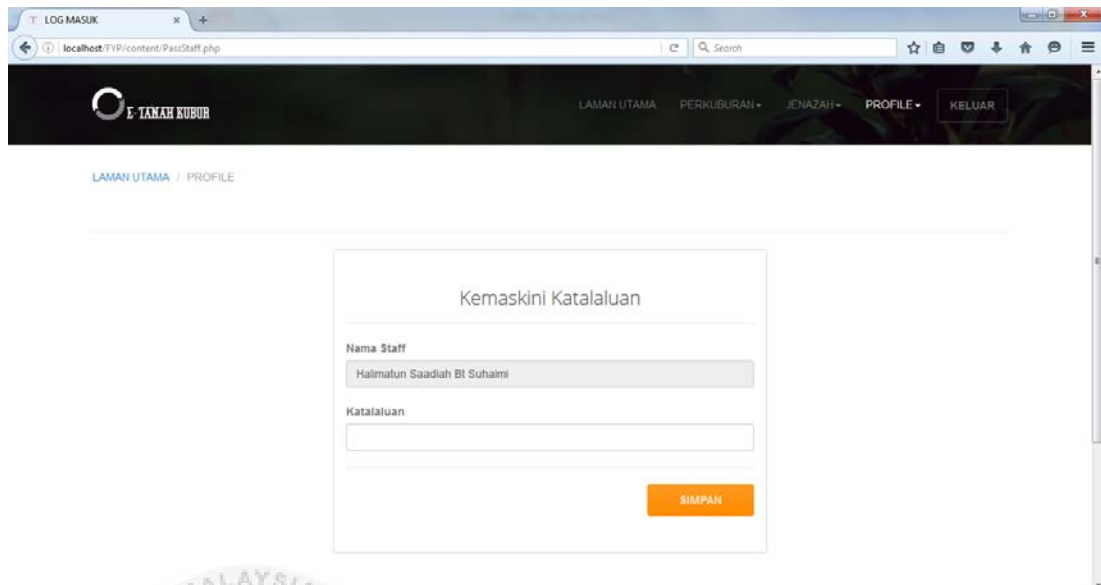 LOG MASUK
localhost/FYP/content/PassStaff.php
Search
E-TANAH KUBUR
LAMAN UTAMA PERKUBURAN JENAZAH PROFILE KELUAR
LAMAN UTAMA / PROFILE
Kemaskini Katalaluan
Nama Staff
Halimatun Saadiah Bt Suhaimi
Katalaluan
SIMPAN
MALAYSIA